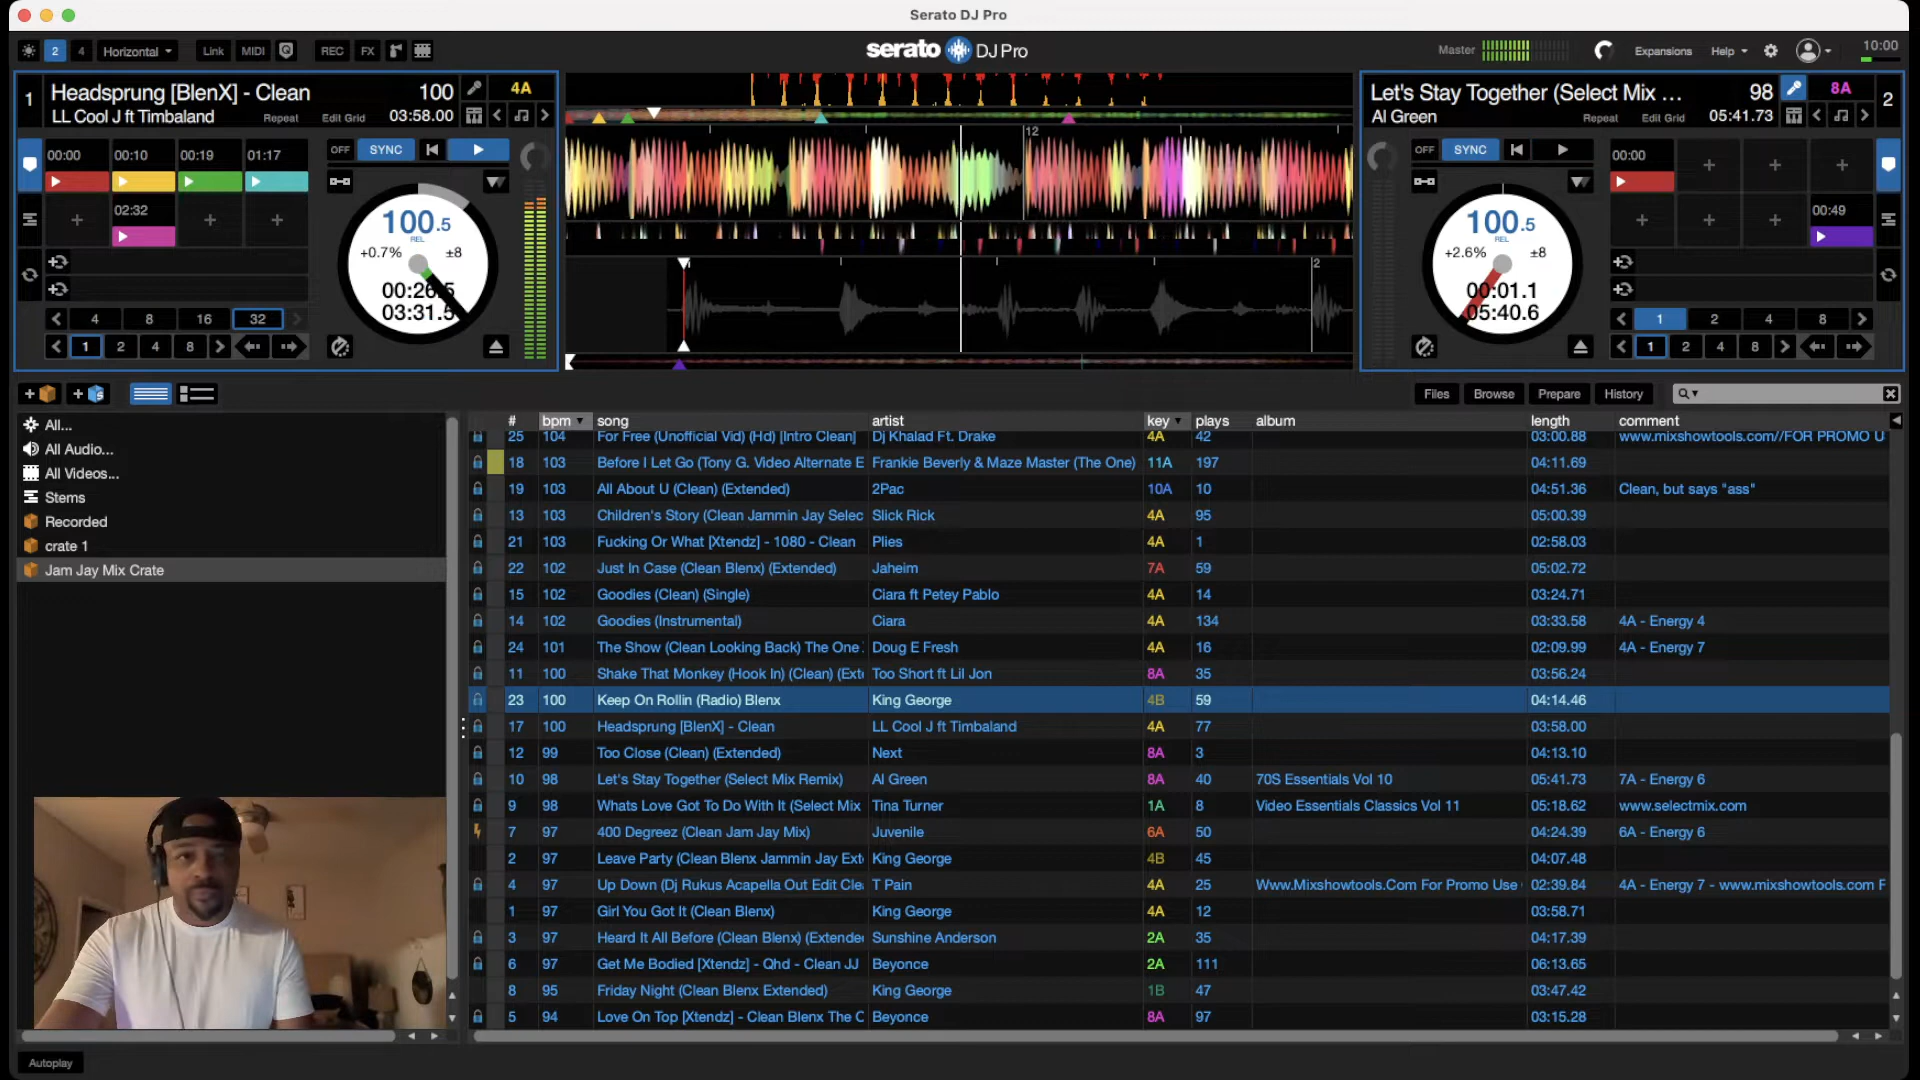 Serato DJ Pro
2 4 Horizontal Link MIDI REC FX serato DJ Pro Master Expansions Help 10:00
1 Headsprung [BlenX] - Clean 100 4A
LL Cool J ft Timbaland Repeat Edit Grid 03:58.00
00:00 00:10 00:19 01:17 OFF SYNC
02:32
100.5
REL
+0.7% ±8
00:26.5
03:31.5
4 8 16 32
1 2 4 8
12
1 2
Let's Stay Together (Select Mix ... 98 8A 2
Al Green Repeat Edit Grid 05:41.73
OFF SYNC 00:00
00:49
100.5
REL
+2.6% ±8
00:01.1
05:40.6
1 2 4 8
1 2 4 8
Files Browse Prepare History
All...
All Audio...
All Videos...
Stems
Recorded
crate 1
Jam Jay Mix Crate
# bpm song artist key plays album length comment
25 104 For Free (Unofficial Vid) (Hd) [Intro Clean] Dj Khalad Ft. Drake 4A 42 03:00.88 www.mixshowtools.com//FOR PROMO U
18 103 Before I Let Go (Tony G. Video Alternate E Frankie Beverly & Maze Master (The One) 11A 197 04:11.69
19 103 All About U (Clean) (Extended) 2Pac 10A 10 04:51.36 Clean, but says "ass"
13 103 Children's Story (Clean Jammin Jay Selec Slick Rick 4A 95 05:00.39
21 103 Fucking Or What [Xtendz] - 1080 - Clean Plies 4A 1 02:58.03
22 102 Just In Case (Clean Blenx) (Extended) Jaheim 7A 59 05:02.72
15 102 Goodies (Clean) (Single) Ciara ft Petey Pablo 4A 14 03:24.71
14 102 Goodies (Instrumental) Ciara 4A 134 03:33.58 4A - Energy 4
24 101 The Show (Clean Looking Back) The One Doug E Fresh 4A 16 02:09.99 4A - Energy 7
11 100 Shake That Monkey (Hook In) (Clean) (Exte Too Short ft Lil Jon 8A 35 03:56.24
23 100 Keep On Rollin (Radio) Blenx King George 4B 59 04:14.46
17 100 Headsprung [BlenX] - Clean LL Cool J ft Timbaland 4A 77 03:58.00
12 99 Too Close (Clean) (Extended) Next 8A 3 04:13.10
10 98 Let's Stay Together (Select Mix Remix) Al Green 8A 40 70S Essentials Vol 10 05:41.73 7A - Energy 6
9 98 Whats Love Got To Do With It (Select Mix Tina Turner 1A 8 Video Essentials Classics Vol 11 05:18.62 www.selectmix.com
7 97 400 Degreez (Clean Jam Jay Mix) Juvenile 6A 50 04:24.39 6A - Energy 6
2 97 Leave Party (Clean Blenx Jammin Jay Ext King George 4B 45 04:07.48
4 97 Up Down (Dj Rukus Acapella Out Edit Cle T Pain 4A 25 Www.Mixshowtools.Com For Promo Use 02:39.84 4A - Energy 7 - www.mixshowtools.com F
1 97 Girl You Got It (Clean Blenx) King George 4A 12 03:58.71
3 97 Heard It All Before (Clean Blenx) (Extende Sunshine Anderson 2A 35 04:17.39
6 97 Get Me Bodied [Xtendz] - Qhd - Clean JJ Beyonce 2A 111 06:13.65
8 95 Friday Night (Clean Blenx Extended) King George 1B 47 03:47.42
5 94 Love On Top [Xtendz] - Clean Blenx The C Beyonce 8A 97 03:15.28
Autoplay